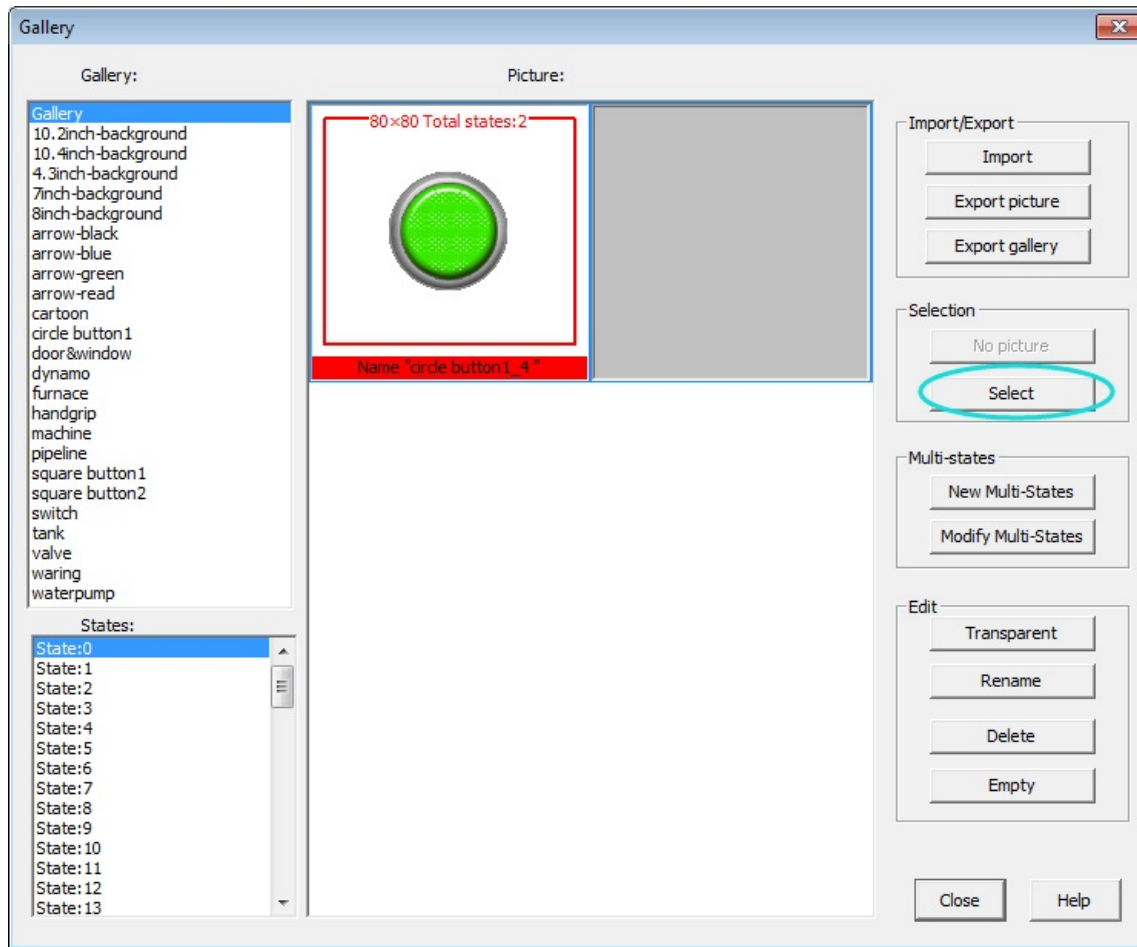 Gallery
Gallery:
Picture:
Gallery
10.2inch-background
10.4inch-background
4.3inch-background
7inch-background
8inch-background
arrow-black
arrow-blue
arrow-green
arrow-read
cartoon
circle button1
door&window
dynamo
furnace
handgrip
machine
pipeline
square button1
square button2
switch
tank
valve
waring
waterpump
States:
State:0
State:1
State:2
State:3
State:4
State:5
State:6
State:7
State:8
State:9
State:10
State:11
State:12
State:13
80×80 Total states:2
Name "circle button1_4 "
Import/Export
Import
Export picture
Export gallery
Selection
No picture
Select
Multi-states
New Multi-States
Modify Multi-States
Edit
Transparent
Rename
Delete
Empty
Close
Help